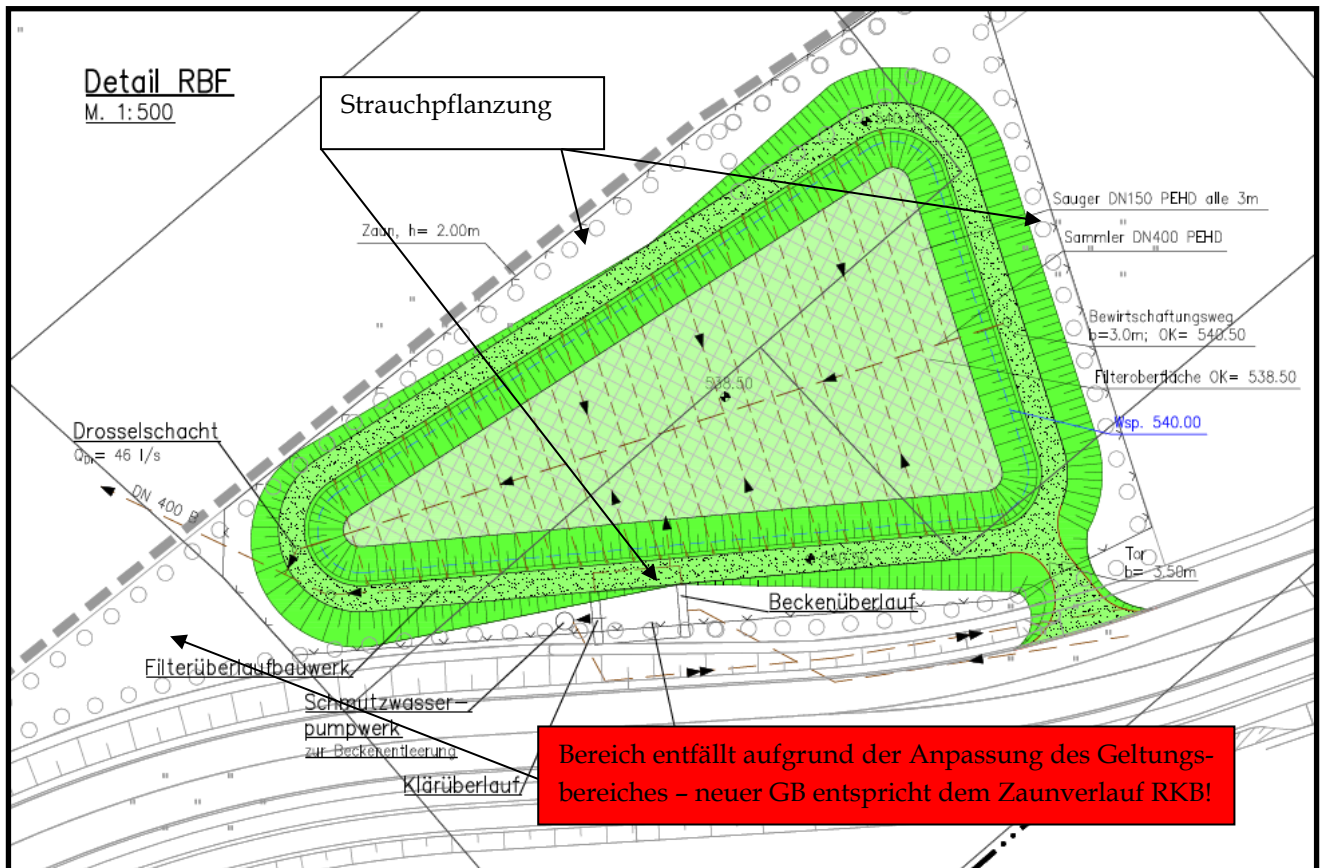 Detail RBF
M. 1:500
Strauchpflanzung
540.50
Zaun, h= 2.00m
Sauger DN150 PEHD alle 3m
Sammler DN400 PEHD
Bewirtschaftungsweg
b=3.0m; OK= 540.50
Filteroberfläche OK= 538.50
538.50
Wsp. 540.00
Drosselschacht
QDr= 46 l/s
DN 400 B
Tor
b= 3.50m
Beckenüberlauf
Filterüberlaufbauwerk
Schmutzwasser-
pumpwerk
zur Beckenentleerung
Klärüberlauf
Bereich entfällt aufgrund der Anpassung des Geltungs-
bereiches – neuer GB entspricht dem Zaunverlauf RKB!